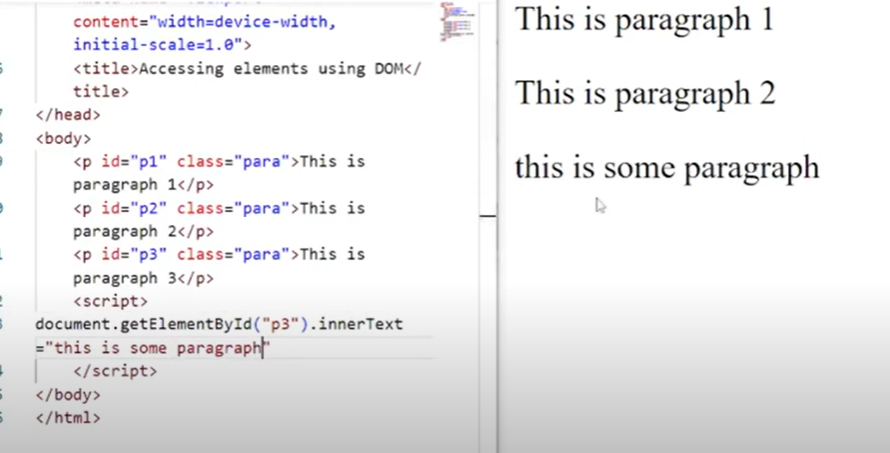 content="width=device-width,
initial-scale=1.0">
<title>Accessing elements using DOM</
title>
</head>
<body>
<p id="p1" class="para">This is
paragraph 1</p>
<p id="p2" class="para">This is
paragraph 2</p>
<p id="p3" class="para">This is
paragraph 3</p>
<script>
document.getElementById("p3").innerText
="this is some paragraph"
</script>
</body>
</html>
This is paragraph 1
This is paragraph 2
this is some paragraph